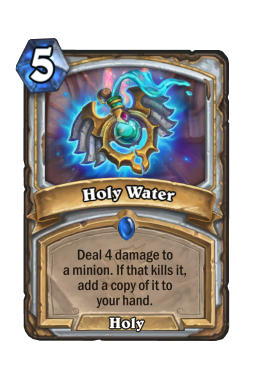 5
Holy Water
Deal 4 damage to
a minion. If that kills it,
add a copy of it to
your hand.
Holy